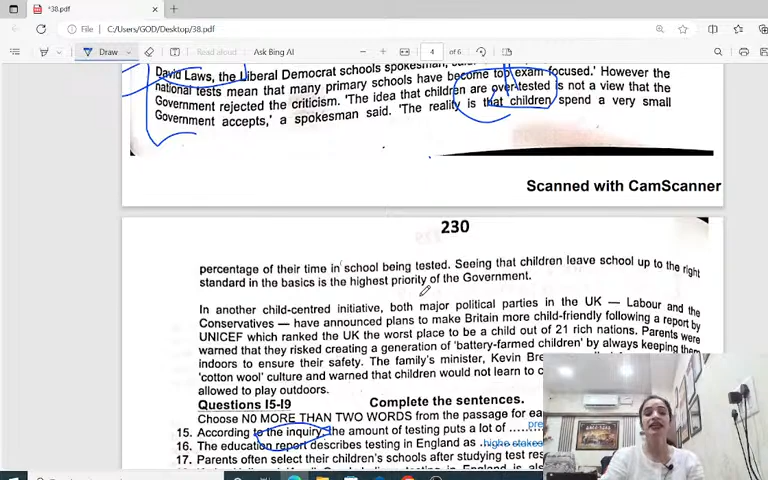 *38.pdf
File | C:/Users/GOD/Desktop/38.pdf
Draw
Read aloud
Ask Bing AI
4 of 6
David Laws, the Liberal Democrat schools spokesman,
national tests mean that many primary schools have become top exam focused.' However the
Government rejected the criticism. 'The idea that children are over-tested is not a view that the
Government accepts,' a spokesman said. 'The reality is that children spend a very small
Scanned with CamScanner
230
percentage of their time in school being tested. Seeing that children leave school up to the right
standard in the basics is the highest priority of the Government.
In another child-centred initiative, both major political parties in the UK — Labour and the
Conservatives — have announced plans to make Britain more child-friendly following a report by
UNICEF which ranked the UK the worst place to be a child out of 21 rich nations. Parents were
warned that they risked creating a generation of 'battery-farmed children' by always keeping them
indoors to ensure their safety. The family's minister, Kevin
'cotton wool' culture and warned that children would not learn to
allowed to play outdoors.
Questions I5-I9 Complete the sentences.
Choose N0 MORE THAN TWO WORDS from the passage for
15. According to the inquiry, the amount of testing puts a lot of ....... pre
16. The education report describes testing in England as .
17. Parents often select their children's schools after studying test